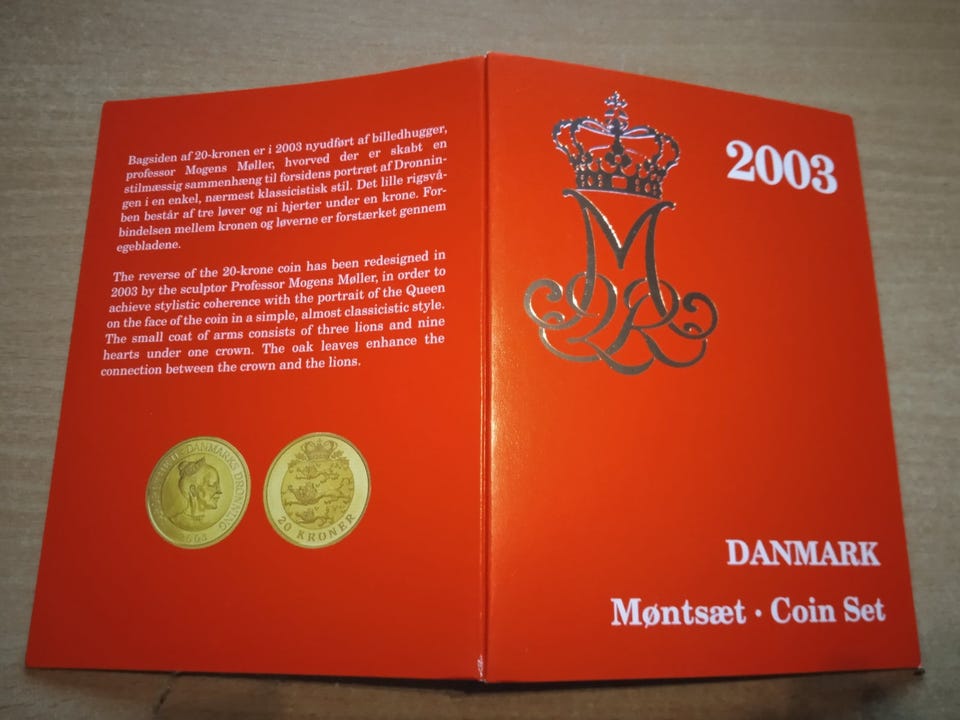 Bagsiden af 20-kronen er i 2003 nyudført af billedhugger,
professor Mogens Møller, hvorved der er skabt en
stilmæssig sammenhæng til forsidens portræt af Dronnin-
gen i en enkel, nærmest klassicistisk stil. Det lille rigsvå-
ben består af tre løver og ni hjerter under en krone. For-
bindelsen mellem kronen og løverne er forstærket gennem
egebladene.
The reverse of the 20-krone coin has been redesigned in
2003 by the sculptor Professor Mogens Møller, in order to
achieve stylistic coherence with the portrait of the Queen
on the face of the coin in a simple, almost classicistic style.
The small coat of arms consists of three lions and nine
hearts under one crown. The oak leaves enhance the
connection between the crown and the lions.
DANMARKS DRONNING
20 KRONER
2003
DANMARK
Møntsæt · Coin Set